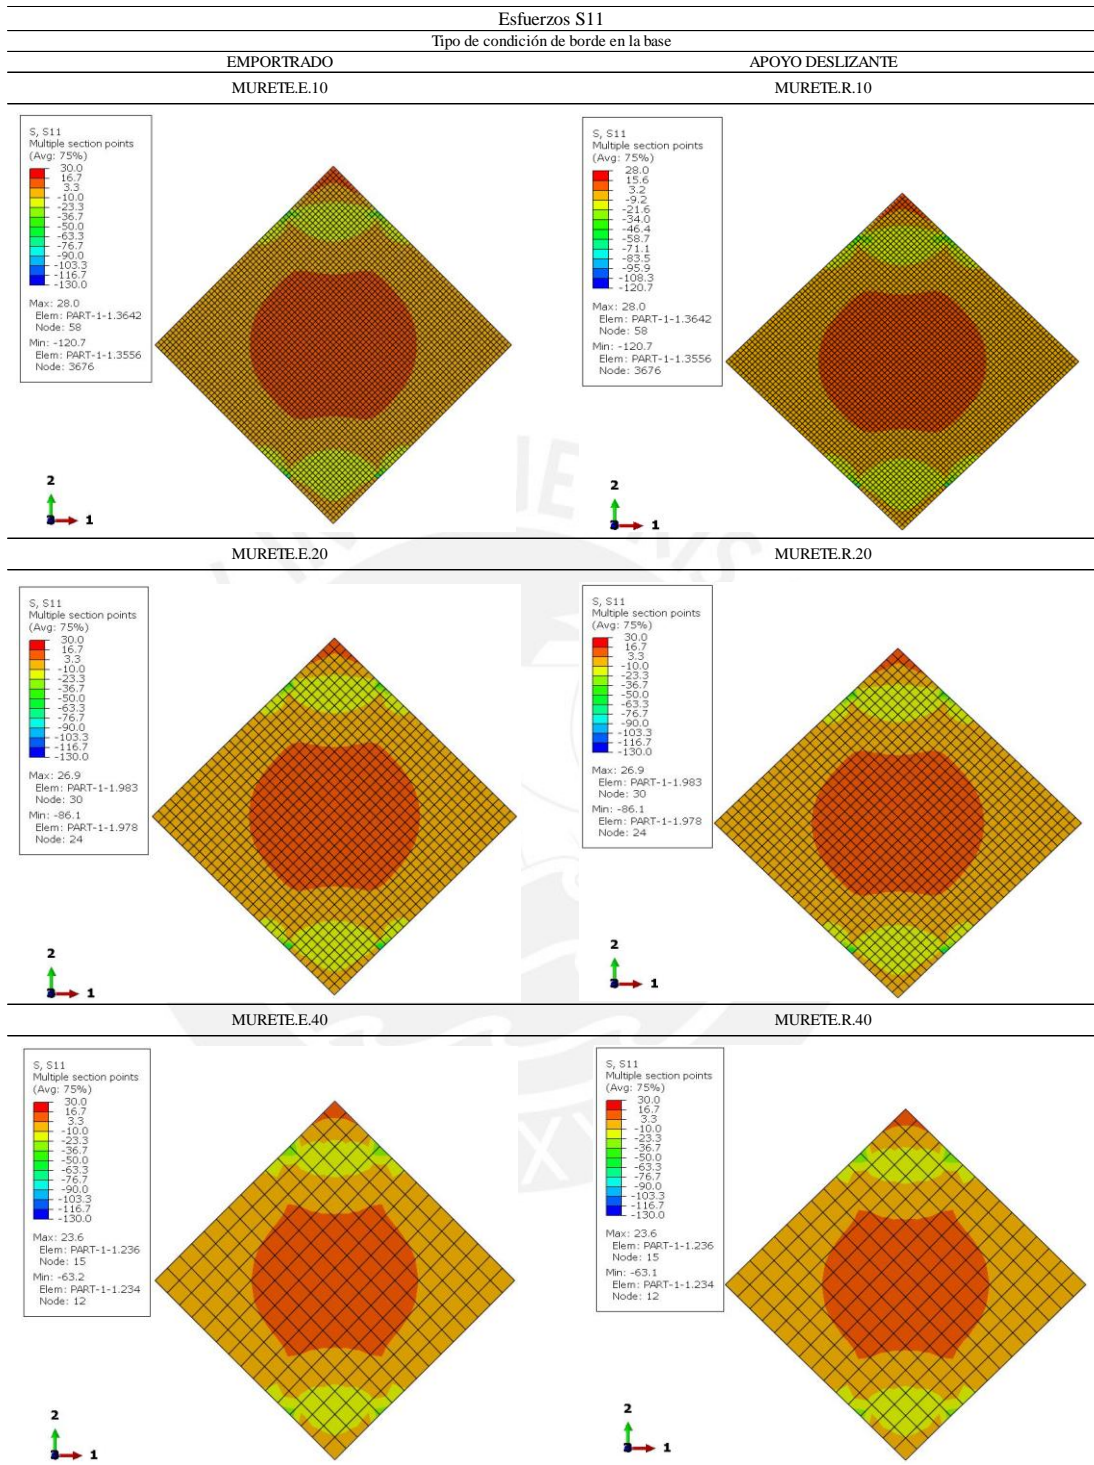 Esfuerzos S11
Tipo de condición de borde en la base
EMPORTRADO
APOYO DESLIZANTE
MURETE.E.10
MURETE.R.10
S, S11
Multiple section points
(Avg: 75%)
30.0
16.7
3.3
-10.0
-23.3
-36.7
-50.0
-63.3
-76.7
-90.0
-103.3
-116.7
-130.0
Max: 28.0
Elem: PART-1-1.3642
Node: 58
Min: -120.7
Elem: PART-1-1.3556
Node: 3676
2
1
S, S11
Multiple section points
(Avg: 75%)
28.0
15.6
3.2
-9.2
-21.6
-34.0
-46.4
-58.7
-71.1
-83.5
-95.9
-108.3
-120.7
Max: 28.0
Elem: PART-1-1.3642
Node: 58
Min: -120.7
Elem: PART-1-1.3556
Node: 3676
2
1
MURETE.E.20
MURETE.R.20
S, S11
Multiple section points
(Avg: 75%)
30.0
16.7
3.3
-10.0
-23.3
-36.7
-50.0
-63.3
-76.7
-90.0
-103.3
-116.7
-130.0
Max: 26.9
Elem: PART-1-1.983
Node: 30
Min: -86.1
Elem: PART-1-1.978
Node: 24
2
1
S, S11
Multiple section points
(Avg: 75%)
30.0
16.7
3.3
-10.0
-23.3
-36.7
-50.0
-63.3
-76.7
-90.0
-103.3
-116.7
-130.0
Max: 26.9
Elem: PART-1-1.983
Node: 30
Min: -86.1
Elem: PART-1-1.978
Node: 24
2
1
MURETE.E.40
MURETE.R.40
S, S11
Multiple section points
(Avg: 75%)
30.0
16.7
3.3
-10.0
-23.3
-36.7
-50.0
-63.3
-76.7
-90.0
-103.3
-116.7
-130.0
Max: 23.6
Elem: PART-1-1.236
Node: 15
Min: -63.2
Elem: PART-1-1.234
Node: 12
2
1
S, S11
Multiple section points
(Avg: 75%)
30.0
16.7
3.3
-10.0
-23.3
-36.7
-50.0
-63.3
-76.7
-90.0
-103.3
-116.7
-130.0
Max: 23.6
Elem: PART-1-1.236
Node: 15
Min: -63.1
Elem: PART-1-1.234
Node: 12
2
1